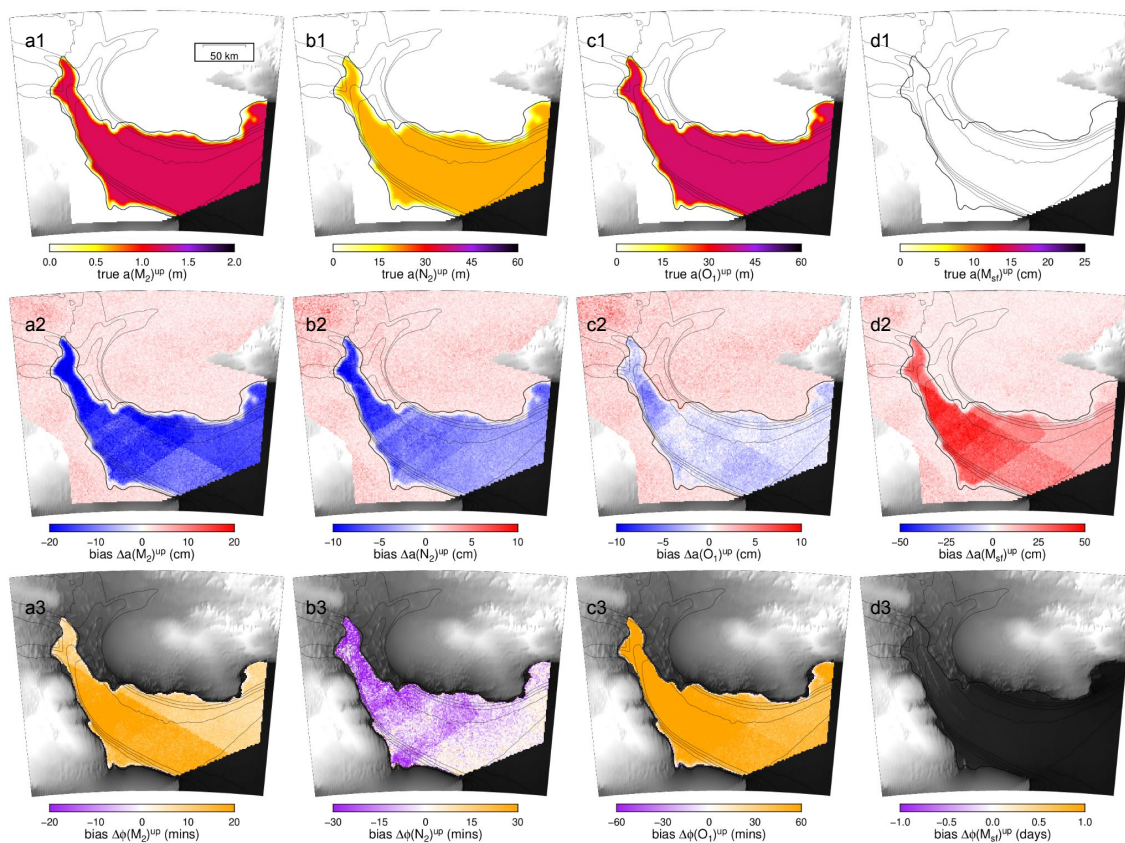 a1 b1 c1 d1
50 km
0.0 0.5 1.0 1.5 2.0 0 15 30 45 60 0 15 30 45 60 0 5 10 15 20 25
true a(M2)up (m) true a(N2)up (m) true a(O1)up (m) true a(Msf)up (cm)
a2 b2 c2 d2
−20 −10 0 10 20 −10 −5 0 5 10 −10 −5 0 5 10 −50 −25 0 25 50
bias Δa(M2)up (cm) bias Δa(N2)up (cm) bias Δa(O1)up (cm) bias Δa(Msf)up (cm)
a3 b3 c3 d3
−20 −10 0 10 20 −30 −15 0 15 30 −60 −30 0 30 60 −1.0 −0.5 0.0 0.5 1.0
bias Δϕ(M2)up (mins) bias Δϕ(N2)up (mins) bias Δϕ(O1)up (mins) bias Δϕ(Msf)up (days)